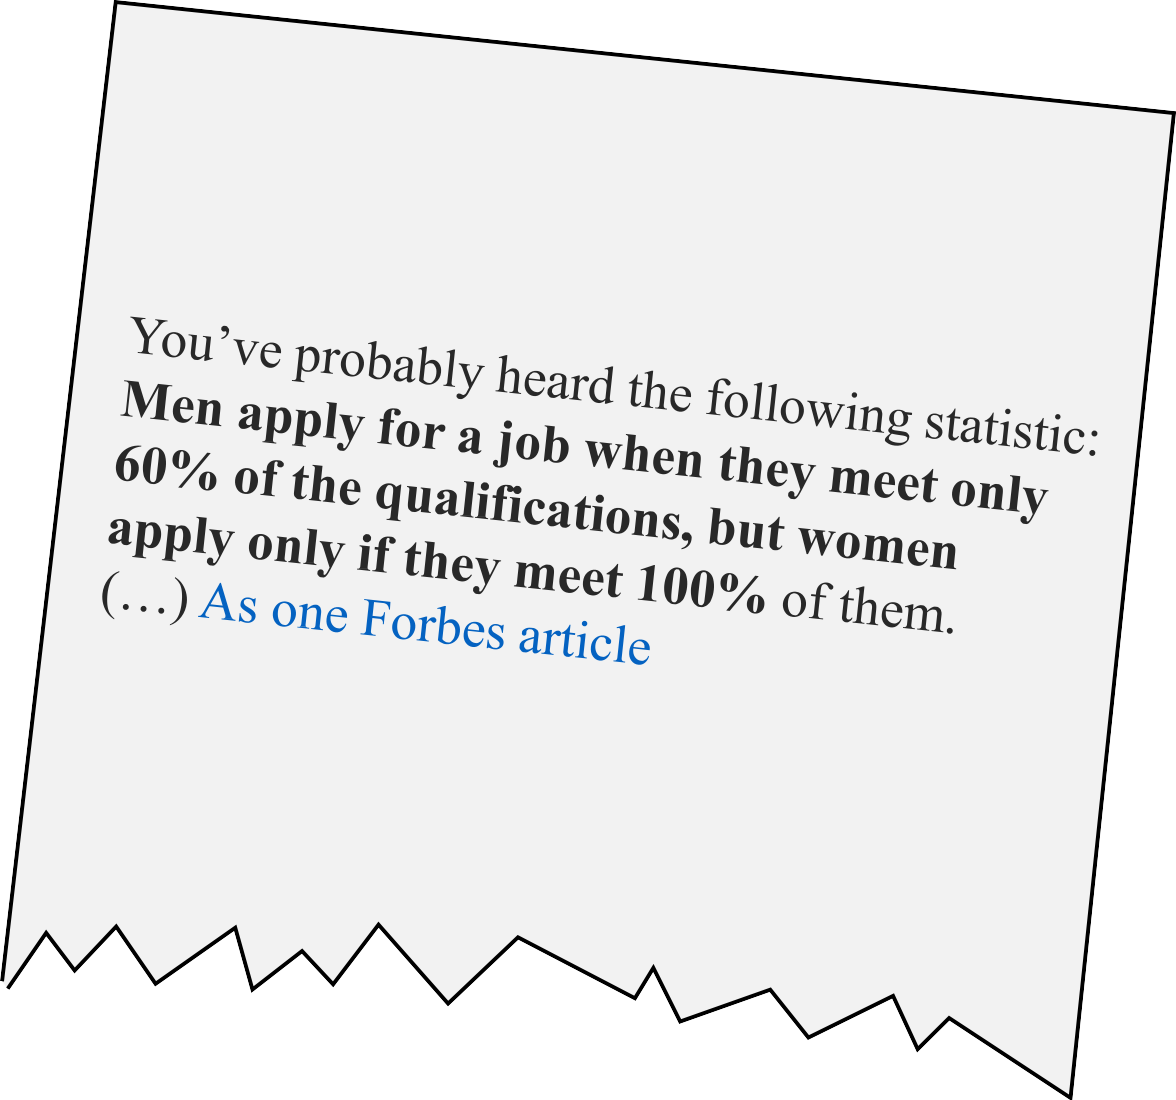 You’ve probably heard the following statistic:
Men apply for a job when they meet only
60% of the qualifications, but women
apply only if they meet 100% of them.
(…) As one Forbes article